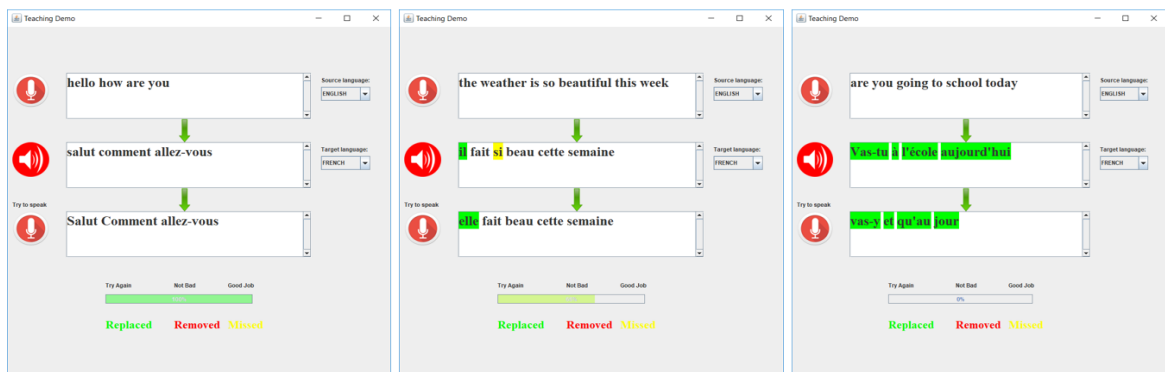 Teaching Demo
hello how are you
Source language:
ENGLISH
salut comment allez-vous
Target language:
FRENCH
Try to speak
Salut Comment allez-vous
Try Again Not Bad Good Job
Replaced Removed Missed
Teaching Demo
the weather is so beautiful this week
Source language:
ENGLISH
il fait si beau cette semaine
Target language:
FRENCH
Try to speak
elle fait beau cette semaine
Try Again Not Bad Good Job
Replaced Removed Missed
Teaching Demo
are you going to school today
Source language:
ENGLISH
Vas-tu à l'école aujourd'hui
Target language:
FRENCH
Try to speak
vas-y et qu'au jour
Try Again Not Bad Good Job
0%
Replaced Removed Missed